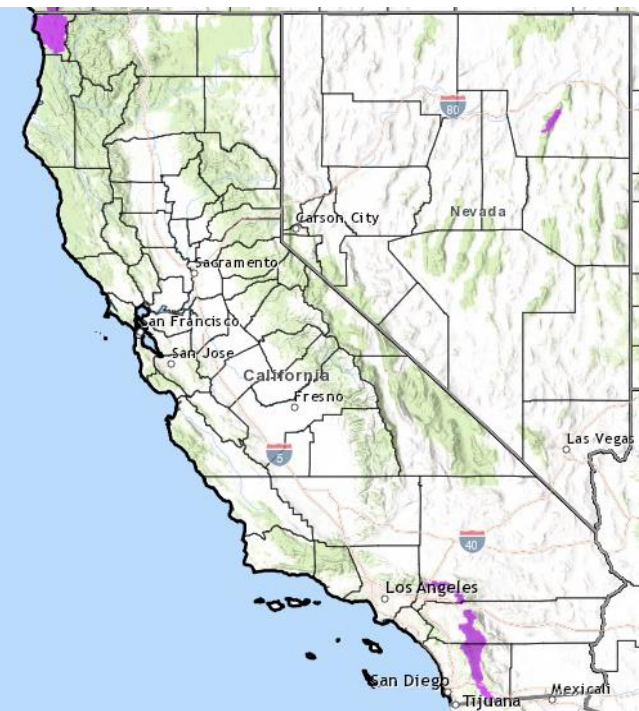 80
Carson City
Nevada
Sacramento
San Francisco
San Jose
California
Fresno
5
Las Vegas
40
Los Angeles
San Diego
Mexicali
Tijuana